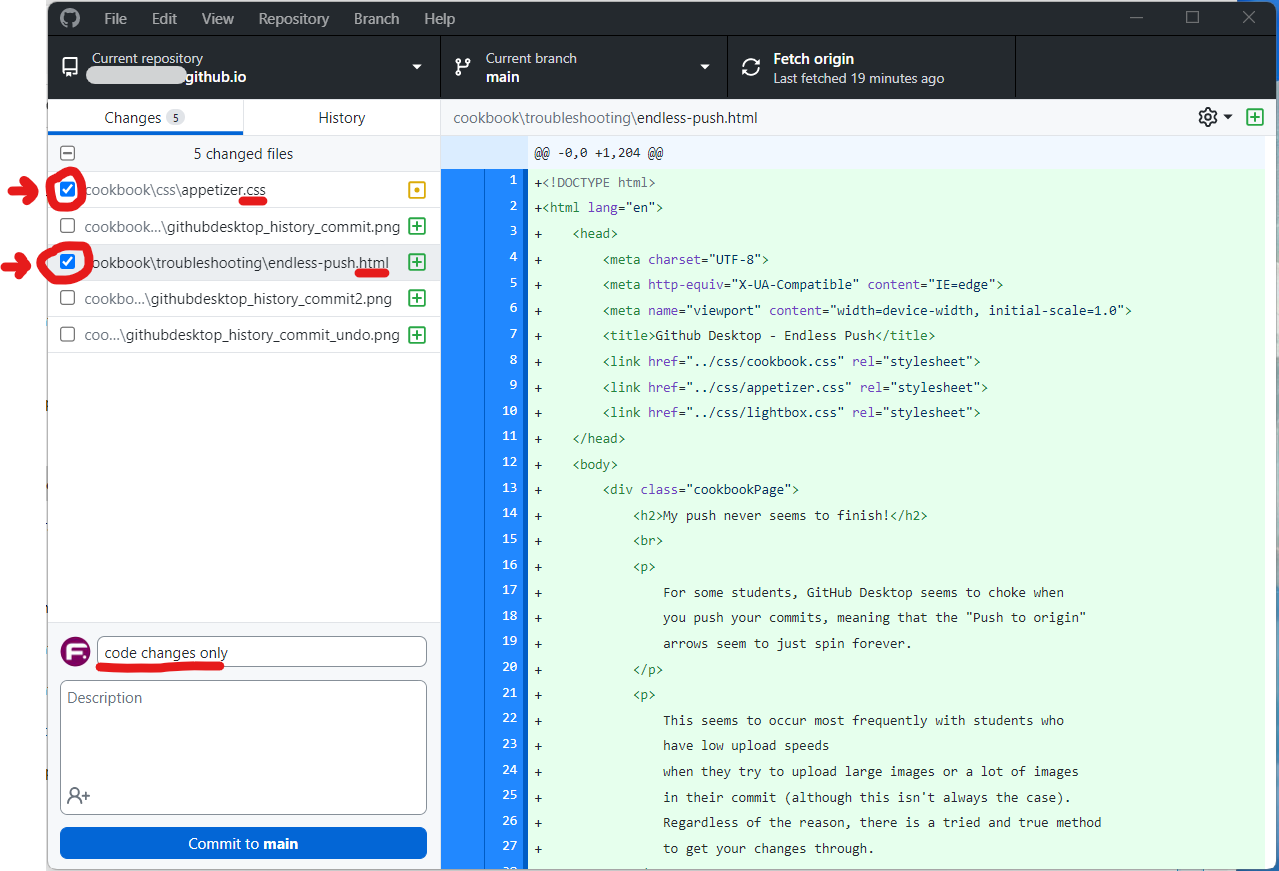 File Edit View Repository Branch Help
Current repository
github.io
Current branch
main
Fetch origin
Last fetched 19 minutes ago
Changes 5
History
cookbook\troubleshooting\endless-push.html
5 changed files
cookbook\css\appetizer.css
cookbook...\githubdesktop_history_commit.png
cookbook\troubleshooting\endless-push.html
cookbo...\githubdesktop_history_commit2.png
coo...\githubdesktop_history_commit_undo.png
code changes only
Description
Commit to main
@@ -0,0 +1,204 @@
1 +<!DOCTYPE html>
2 +<html lang="en">
3 +    <head>
4 +        <meta charset="UTF-8">
5 +        <meta http-equiv="X-UA-Compatible" content="IE=edge">
6 +        <meta name="viewport" content="width=device-width, initial-scale=1.0">
7 +        <title>Github Desktop - Endless Push</title>
8 +        <link href="../css/cookbook.css" rel="stylesheet">
9 +        <link href="../css/appetizer.css" rel="stylesheet">
10 +        <link href="../css/lightbox.css" rel="stylesheet">
11 +    </head>
12 +    <body>
13 +        <div class="cookbookPage">
14 +            <h2>My push never seems to finish!</h2>
15 +            <br>
16 +            <p>
17 +                For some students, GitHub Desktop seems to choke when
18 +                you push your commits, meaning that the "Push to origin"
19 +                arrows seem to just spin forever.
20 +            </p>
21 +            <p>
22 +                This seems to occur most frequently with students who
23 +                have low upload speeds
24 +                when they try to upload large images or a lot of images
25 +                in their commit (although this isn't always the case).
26 +                Regardless of the reason, there is a tried and true method
27 +                to get your changes through.